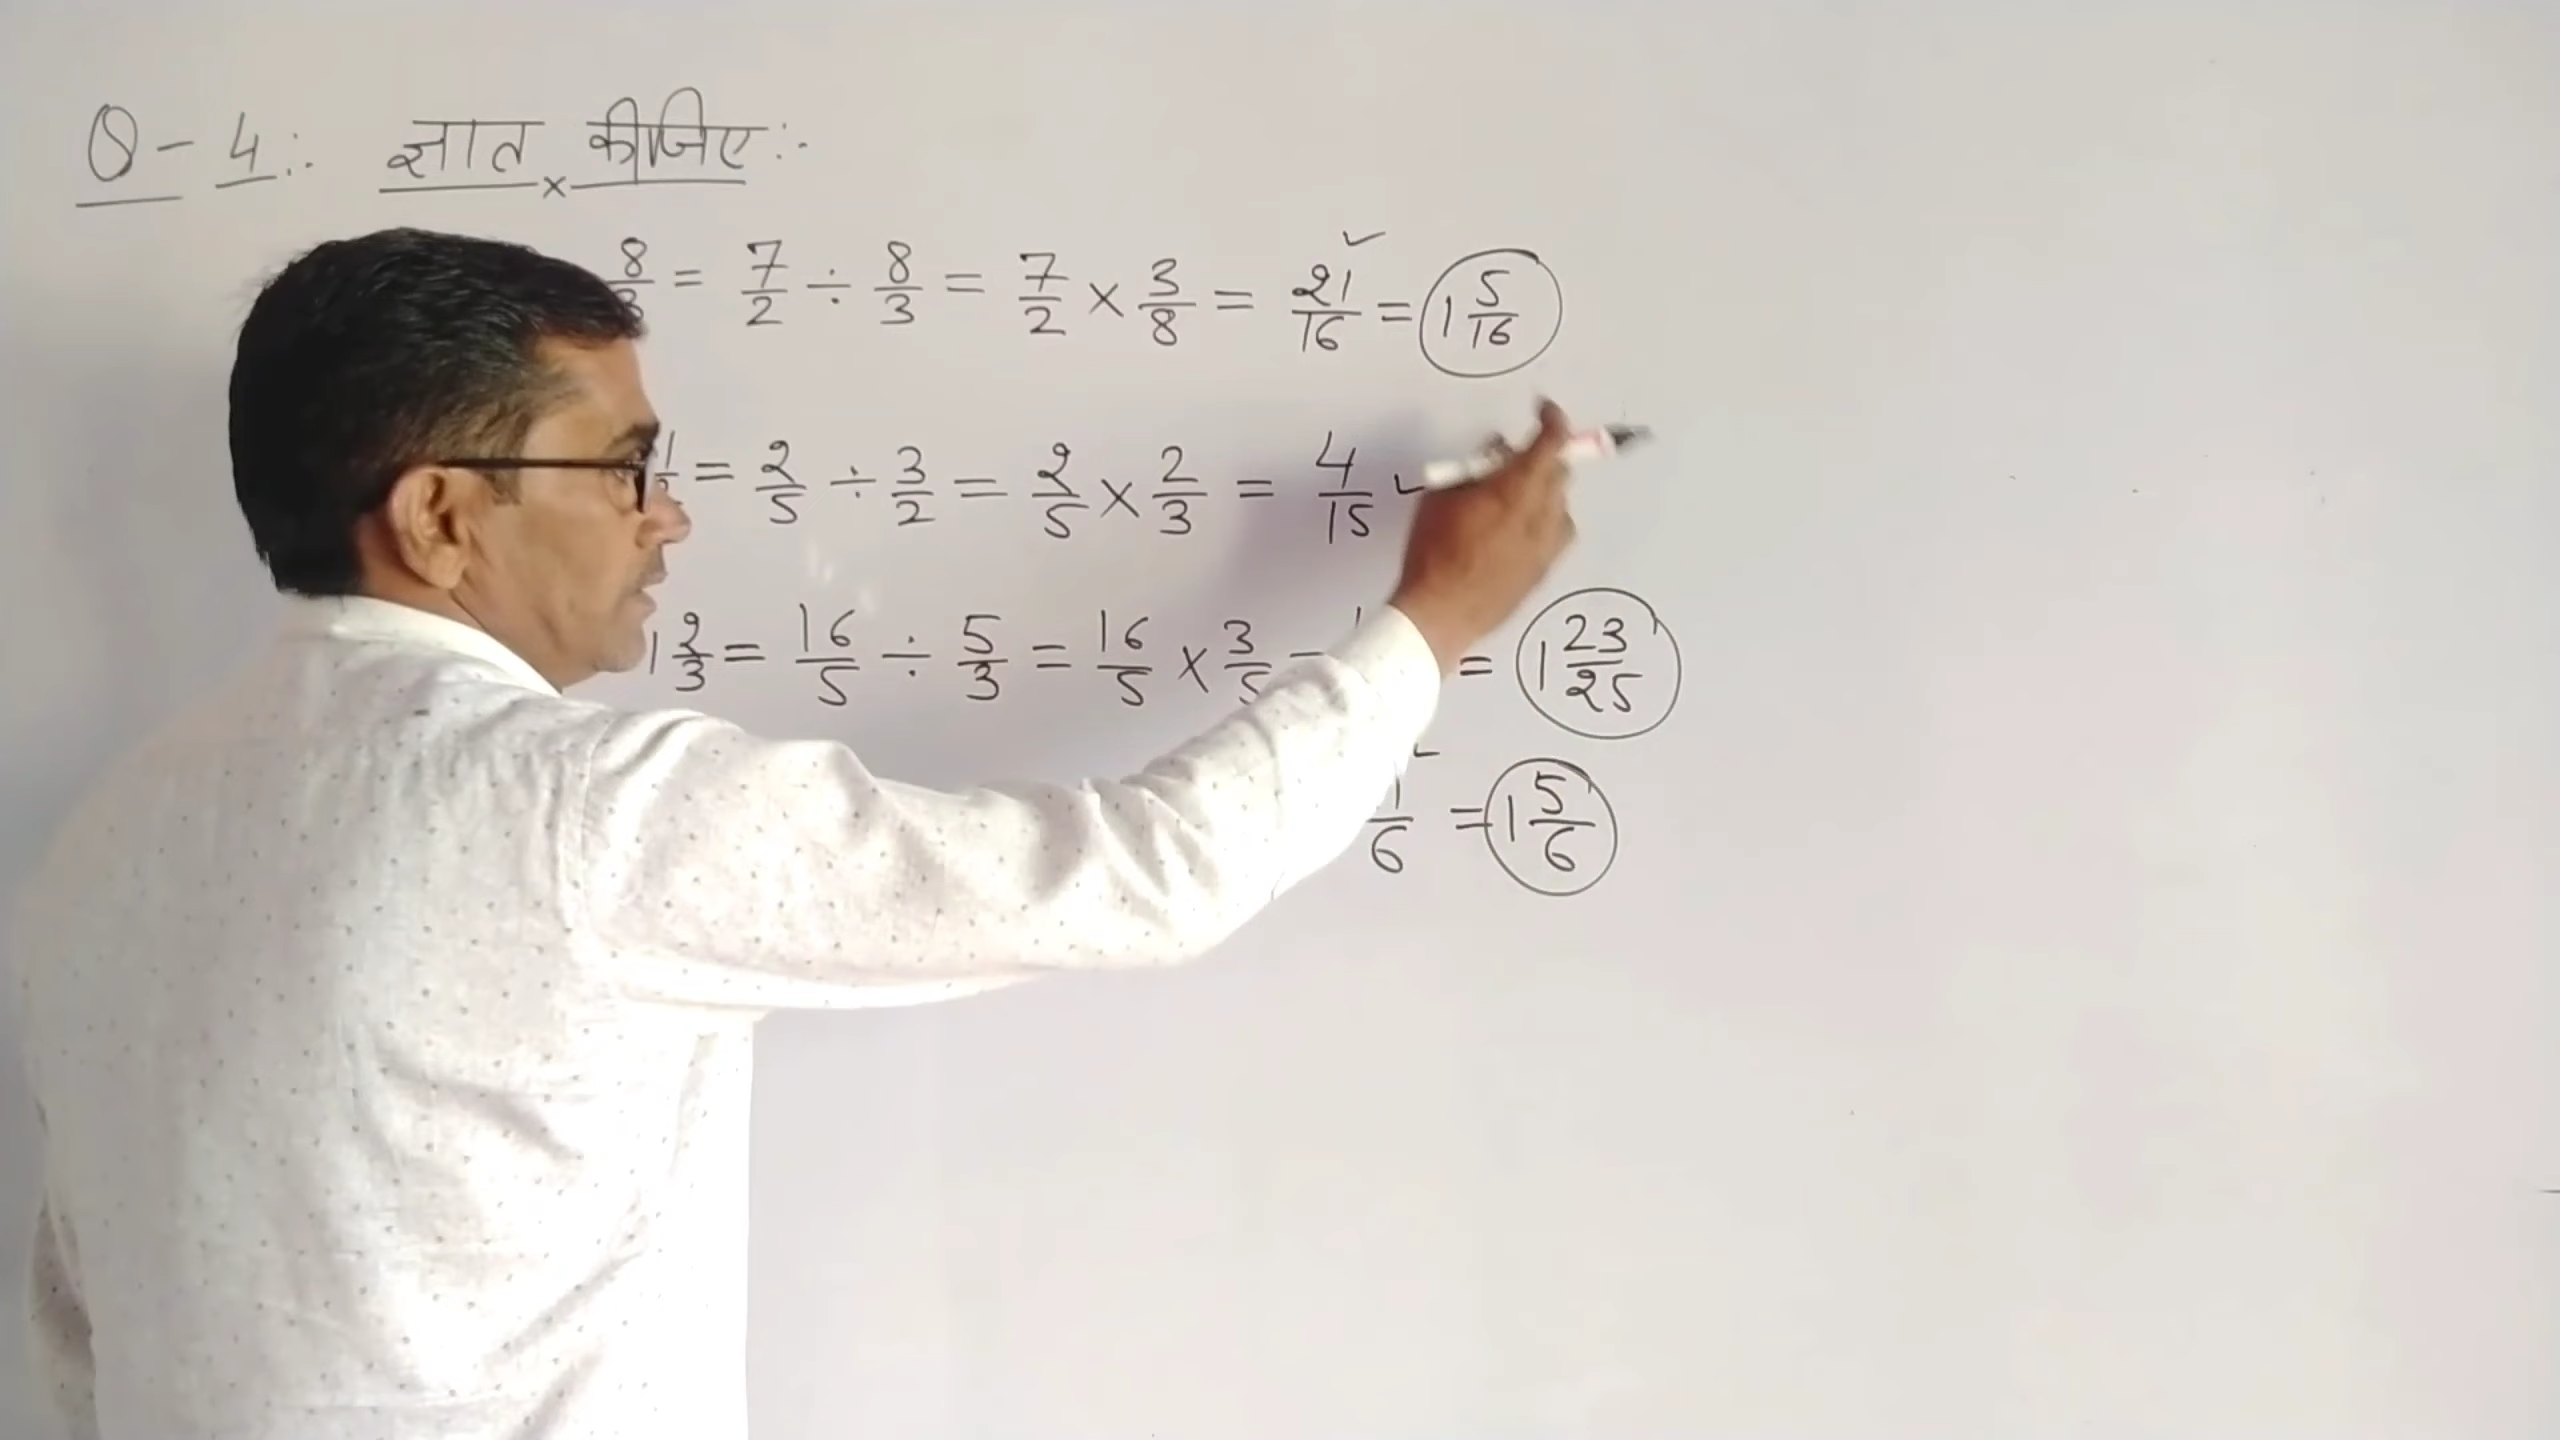 Q - 4 :. ज्ञात कीजिए :-
8/3 = 7/2 ÷ 8/3 = 7/2 × 3/8 = 21/16 = 1 5/16
= 2/5 ÷ 3/2 = 2/5 × 2/3 = 4/15
1 2/3 = 16/5 ÷ 5/3 = 16/5 × 3/5 = = 1 23/25
6 = 1 5/6